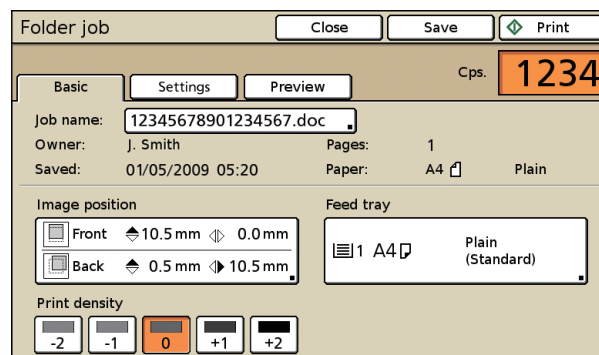 Folder job Close Save Print
Cps. 1234
Basic Settings Preview
Job name: 12345678901234567.doc
Owner: J. Smith Pages: 1
Saved: 01/05/2009 05:20 Paper: A4 Plain
Image position Feed tray
Front 10.5 mm 0.0 mm
Back 0.5 mm 10.5 mm
1 A4 Plain
(Standard)
Print density
-2 -1 0 +1 +2